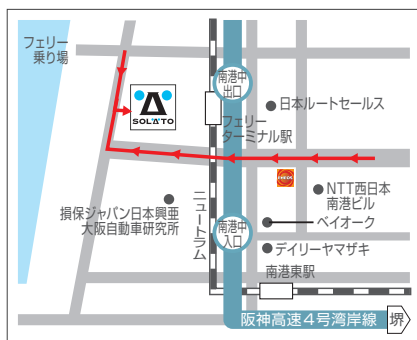 フェリー
乗り場
南港中
出口
SOLATO
日本ルートセールス
フェリー
ターミナル駅
ENEOS
NTT西日本
南港ビル
損保ジャパン日本興亜
大阪自動車研究所
ニュートラム
南港中
入口
ベイオーク
デイリーヤマザキ
南港東駅
阪神高速4号湾岸線
堺